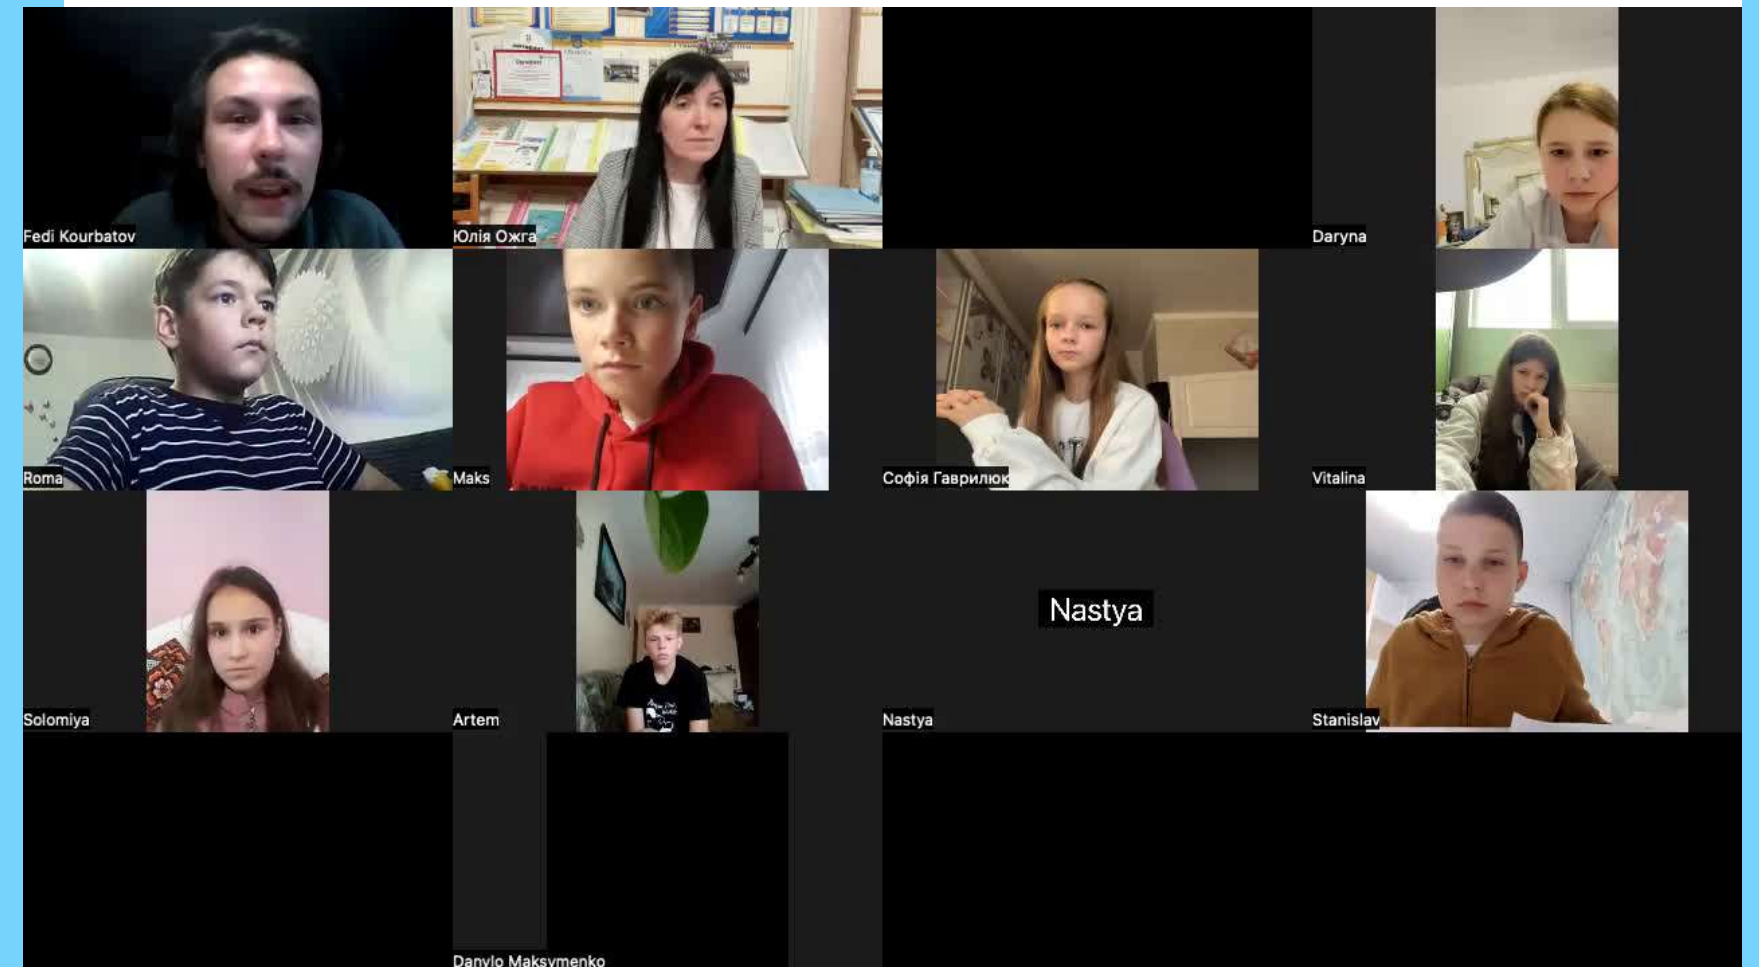 Fedi Kourbatov
Юлія Ожга
Daryna
Roma
Maks
Софія Гаврилюк
Vitalina
Solomiya
Artem
Nastya
Nastya
Stanislav
Danylo Maksymenko